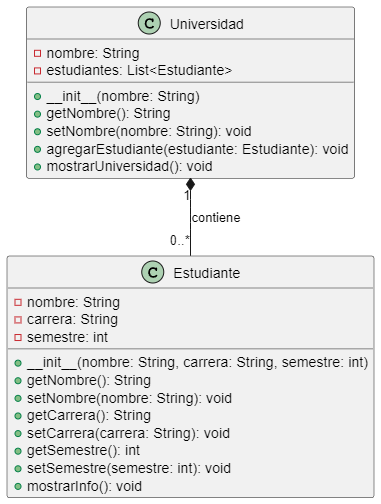 C Universidad
nombre: String
estudiantes: List<Estudiante>
__init__(nombre: String)
getNombre(): String
setNombre(nombre: String): void
agregarEstudiante(estudiante: Estudiante): void
mostrarUniversidad(): void
1
contiene
0..*
C Estudiante
nombre: String
carrera: String
semestre: int
__init__(nombre: String, carrera: String, semestre: int)
getNombre(): String
setNombre(nombre: String): void
getCarrera(): String
setCarrera(carrera: String): void
getSemestre(): int
setSemestre(semestre: int): void
mostrarInfo(): void